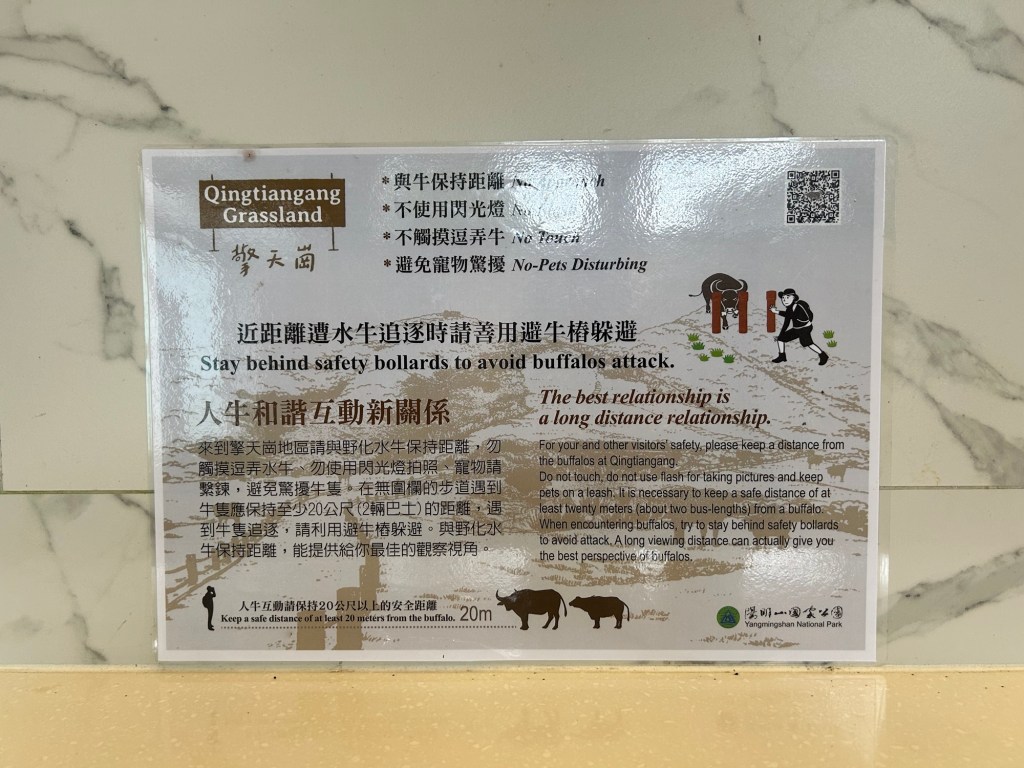 Qingtiangang
Grassland
擎天崗
*與牛保持距離 No
*不使用閃光燈 No Flash
*不觸摸逗弄牛 No Touch
*避免寵物驚擾 No-Pets Disturbing
近距離遭水牛追逐時請善用避牛樁躲避
Stay behind safety bollards to avoid buffalos attack.
人牛和諧互動新關係
來到擎天崗地區請與野化水牛保持距離，勿
觸摸逗弄水牛、勿使用閃光燈拍照、寵物請
繫鍊，避免驚擾牛隻。在無圍欄的步道遇到
牛隻應保持至少20公尺(2輛巴士)的距離，遇
到牛隻追逐，請利用避牛樁躲避。與野化水
牛保持距離，能提供給你最佳的觀察視角。
The best relationship is
a long distance relationship.
For your and other visitors' safety, please keep a distance from
the buffalos at Qingtiangang.
Do not touch, do not use flash for taking pictures and keep
pets on a leash. It is necessary to keep a safe distance of at
least twenty meters (about two bus-lengths) from a buffalo.
When encountering buffalos, try to stay behind safety bollards
to avoid attack. A long viewing distance can actually give you
the best perspective of buffalos.
人牛互動請保持20公尺以上的安全距離
Keep a safe distance of at least 20 meters from the buffalo. 20m
陽明山國家公園
Yangmingshan National Park